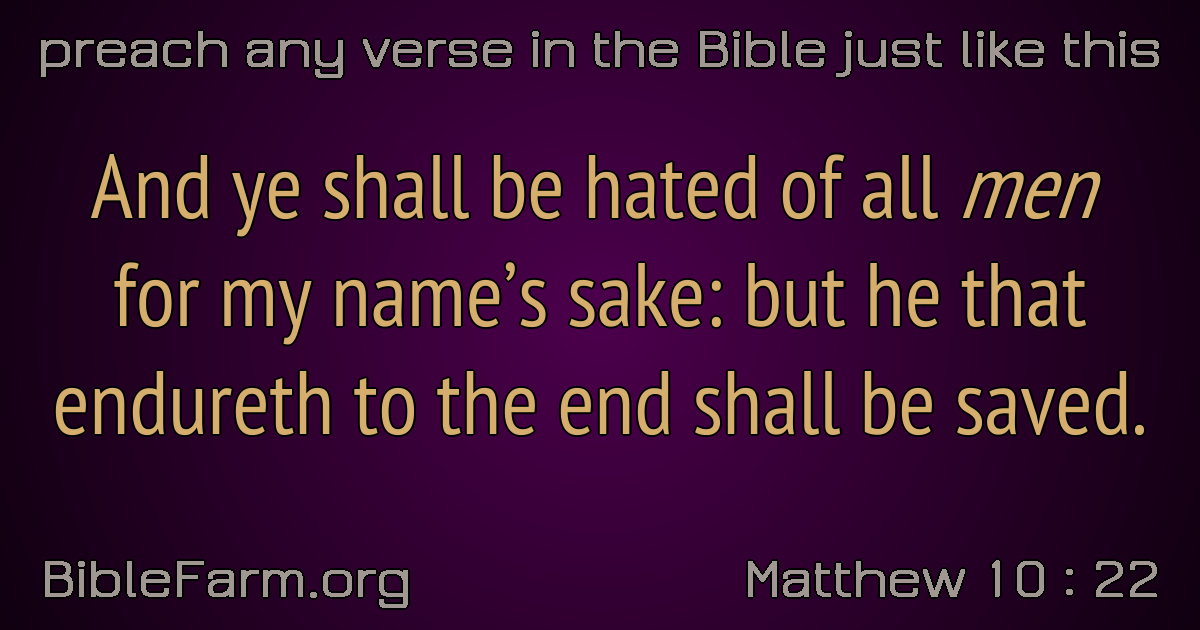 preach any verse in the Bible just like this
And ye shall be hated of all men
for my name’s sake: but he that
endureth to the end shall be saved.
BibleFarm.org
Matthew 10 : 22